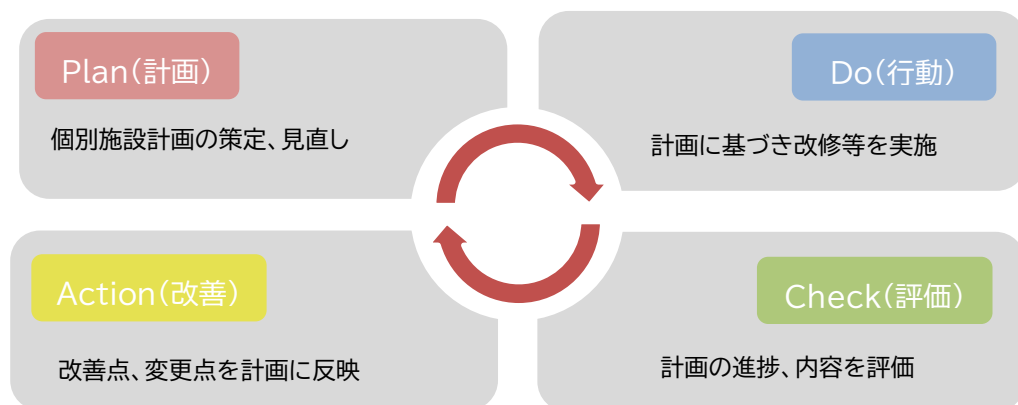 Plan(計画)
個別施設計画の策定、見直し
Do(行動)
計画に基づき改修等を実施
Action(改善)
改善点、変更点を計画に反映
Check(評価)
計画の進捗、内容を評価